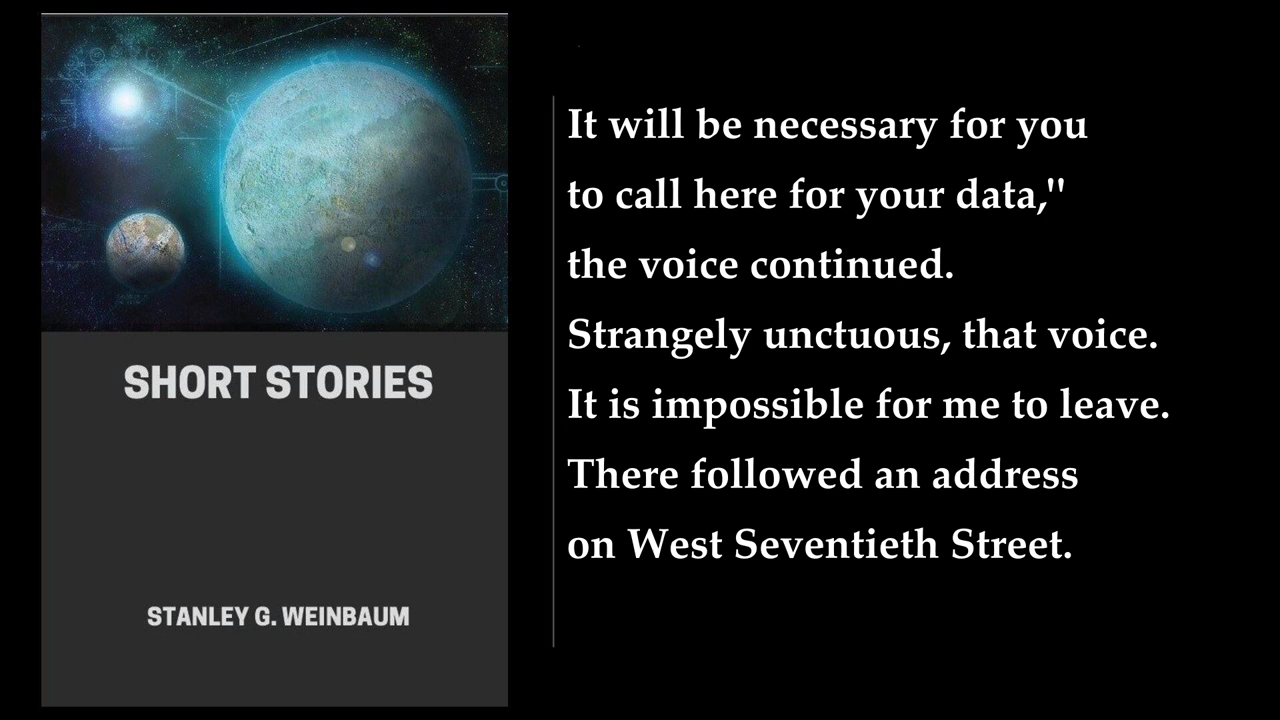 SHORT STORIES
STANLEY G. WEINBAUM
It will be necessary for you
to call here for your data,"
the voice continued.
Strangely unctuous, that voice.
It is impossible for me to leave.
There followed an address
on West Seventieth Street.